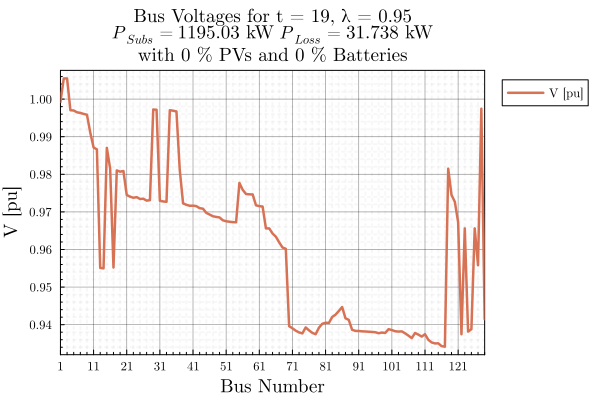 Bus Voltages for t = 19, λ = 0.95
P_Subs = 1195.03 kW P_Loss = 31.738 kW
with 0 % PVs and 0 % Batteries
V [pu]
1.00
0.99
0.98
0.97
0.96
0.95
0.94
V [pu]
1 11 21 31 41 51 61 71 81 91 101 111 121
Bus Number